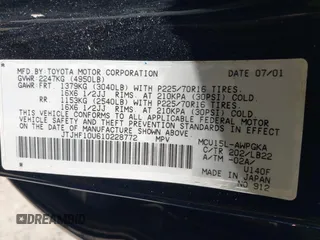 MFD BY:TOYOTA MOTOR CORPORATION DATE 07/01
GVWR 2247KG (4950LB)
GAWR FRT 1379KG (3040LB) WITH P225/70R16 TIRES,
16X6 1/2JJ RIMS, AT 210KPA (30PSI) COLD.
RR 1153KG (2540LB) WITH P225/70R16 TIRES,
16X6 1/2JJ RIMS, AT 210KPA (30PSI) COLD.
THIS VEHICLE CONFORMS TO ALL APPLICABLE
FEDERAL MOTOR VEHICLE SAFETY AND
THEFT PREVENTION STANDARDS IN EFFECT ON
THE DATE OF MANUFACTURE SHOWN ABOVE.
JTJHF10U610228772 MPV
MCU15L-AWPGKA
C/TR 202/LB22
A/TM -02A/
U140F
MADE IN JAPAN
NO 912